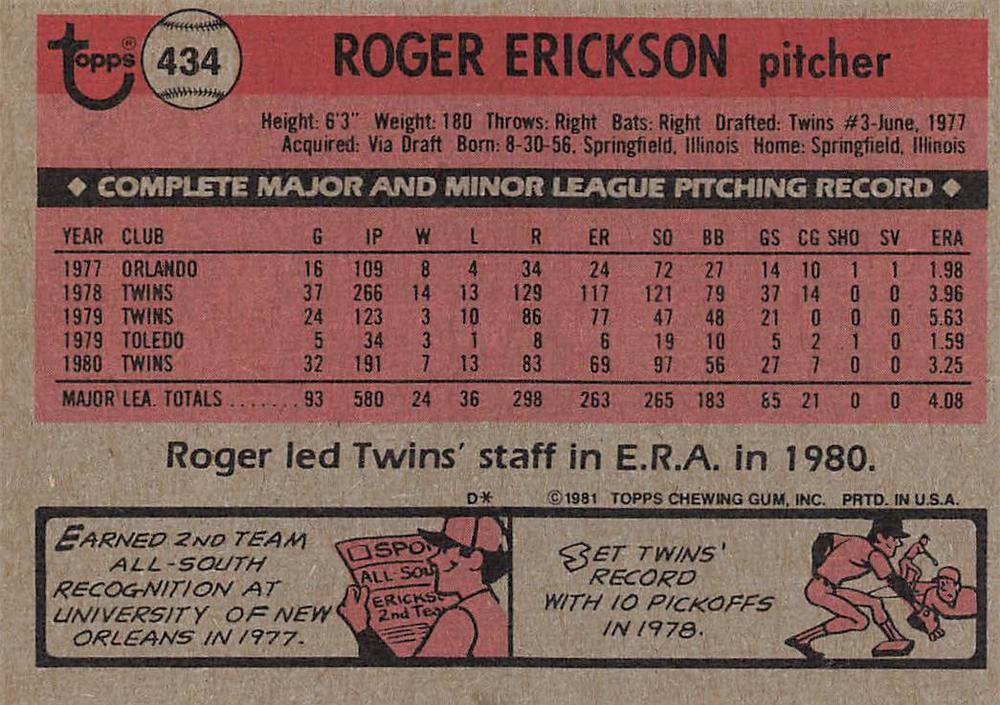 topps® 434 ROGER ERICKSON pitcher
Height: 6'3" Weight: 180 Throws: Right Bats: Right Drafted: Twins #3-June, 1977
Acquired: Via Draft Born: 8-30-56, Springfield, Illinois Home: Springfield, Illinois
◆ COMPLETE MAJOR AND MINOR LEAGUE PITCHING RECORD ◆
YEAR CLUB G IP W L R ER SO BB GS CG SHO SV ERA
1977 ORLANDO 16 109 8 4 34 24 72 27 14 10 1 1 1.98
1978 TWINS 37 266 14 13 129 117 121 79 37 14 0 0 3.96
1979 TWINS 24 123 3 10 86 77 47 48 21 0 0 0 5.63
1979 TOLEDO 5 34 3 1 8 6 19 10 5 2 1 0 1.59
1980 TWINS 32 191 7 13 83 69 97 56 27 7 0 0 3.25
MAJOR LEA. TOTALS ....... 93 580 24 36 298 263 265 183 85 21 0 0 4.08
Roger led Twins' staff in E.R.A. in 1980.
D* ©1981 TOPPS CHEWING GUM, INC. PRTD. IN U.S.A.
EARNED 2ND TEAM
ALL-SOUTH
RECOGNITION AT
UNIVERSITY OF NEW
ORLEANS IN 1977.
SPO
ALL-SOU
ERICKS
2nd Tea
SET TWINS'
RECORD
WITH 10 PICKOFFS
IN 1978.